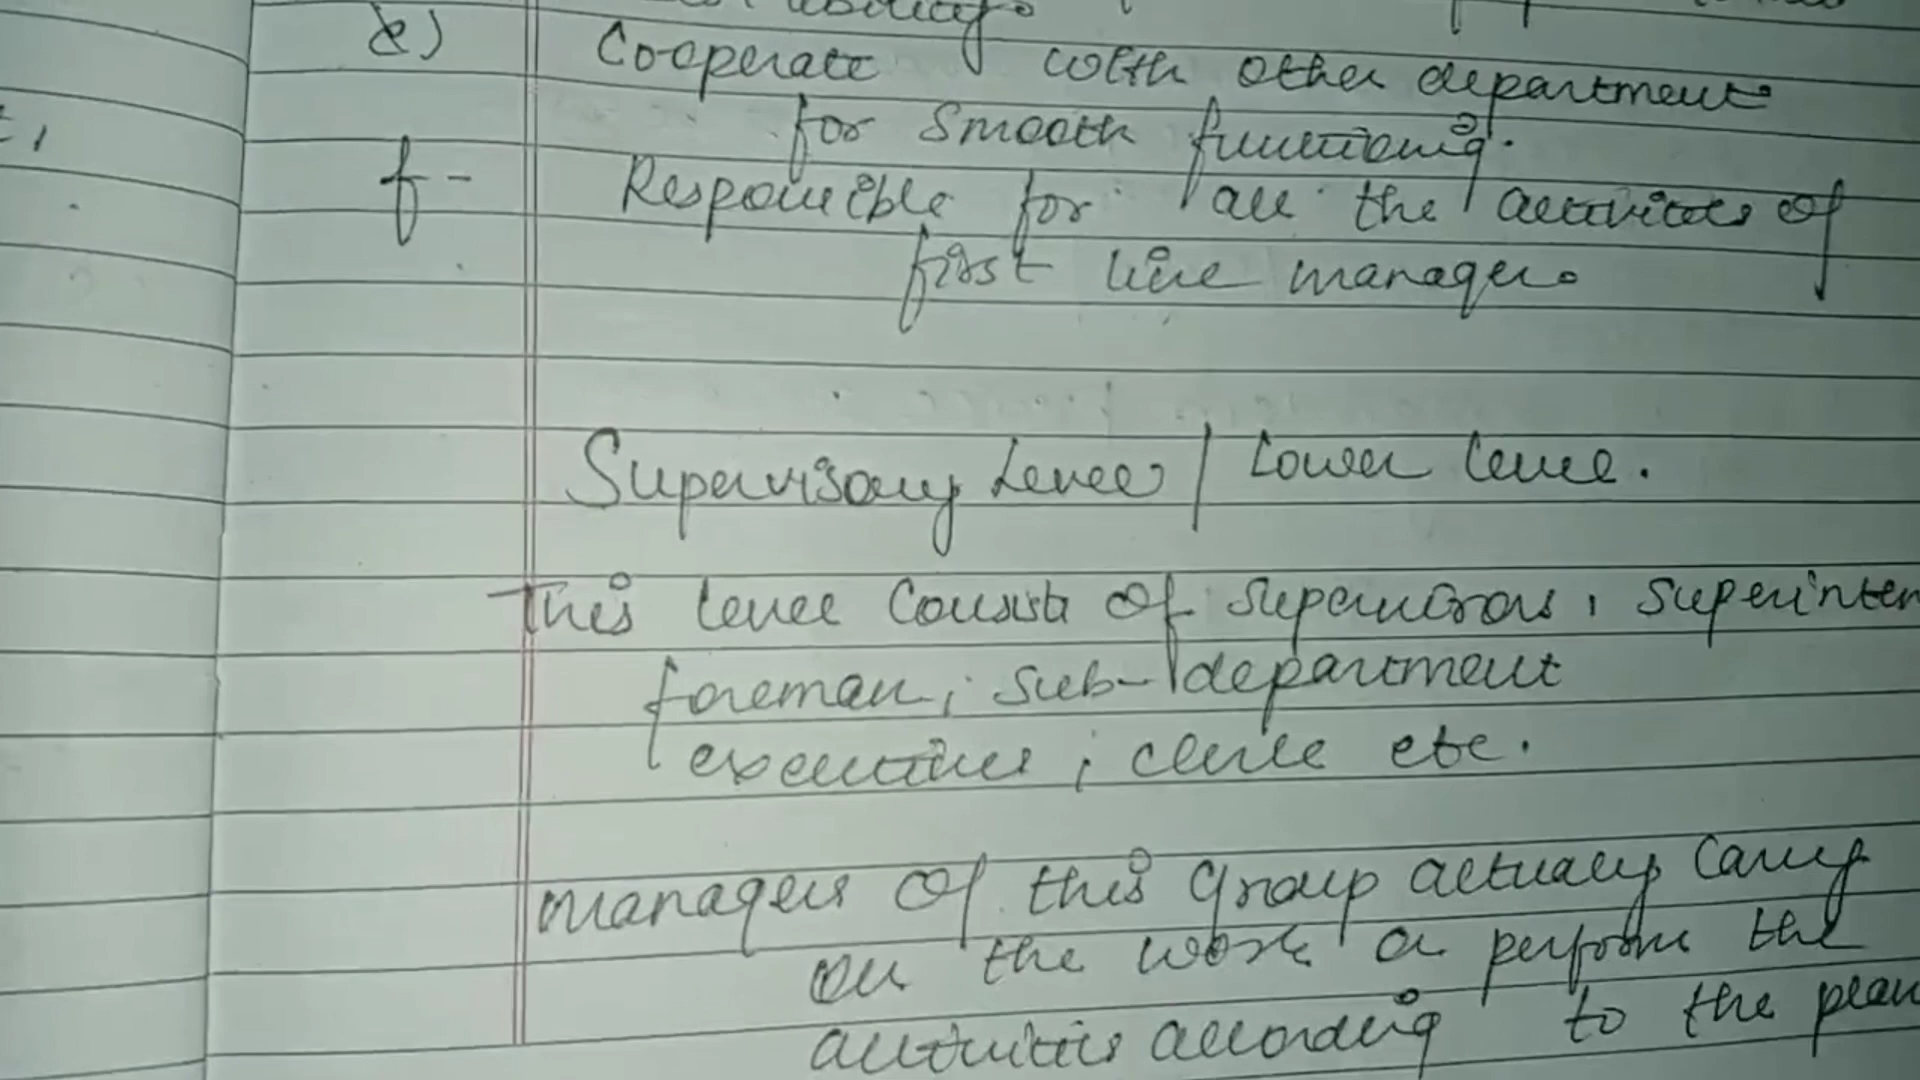 e) Cooperate with other department
for smooth functioning.
f- Responsible for all the activities of
first line manager.
Supervisory Level / Lower level.
This level consists of supervisors, superinten
foreman, sub-department
executives, clerk etc.
managers of this group actually carry
on the work or perform the
activities according to the plan